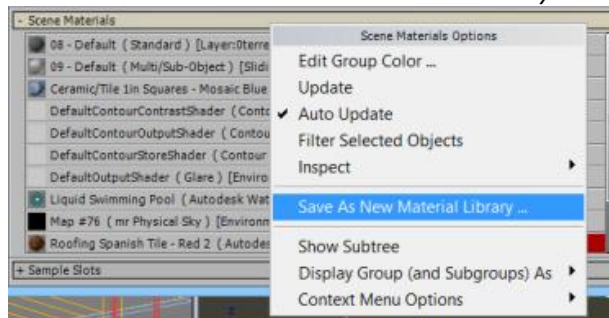 - Scene Materials
08 - Default ( Standard ) [Layer:0terre
09 - Default ( Multi/Sub-Object ) [Slidi
Ceramic/Tile 1in Squares - Mosaic Blue
DefaultContourContrastShader ( Conto
DefaultContourOutputShader ( Contou
DefaultContourStoreShader ( Contour
DefaultOutputShader ( Glare ) [Enviro
Liquid Swimming Pool ( Autodesk Wat
Map #76 ( mr Physical Sky ) [Environm
Roofing Spanish Tile - Red 2 ( Autodes
+ Sample Slots
Scene Materials Options
Edit Group Color ...
Update
✔ Auto Update
Filter Selected Objects
Inspect
Save As New Material Library ...
Show Subtree
Display Group (and Subgroups) As
Context Menu Options